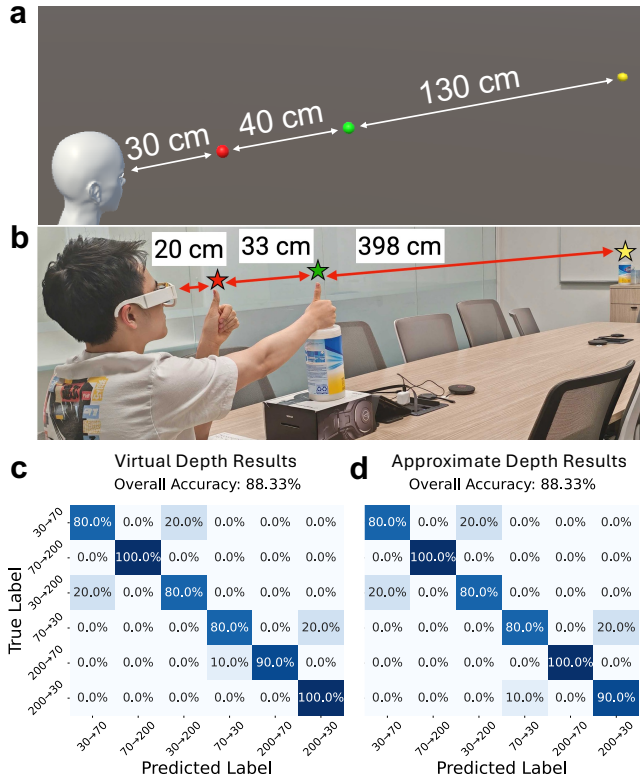 a
30 cm
40 cm
130 cm
b
20 cm
33 cm
398 cm
c
Virtual Depth Results
Overall Accuracy: 88.33%
True Label
30→70
80.0% 0.0% 20.0% 0.0% 0.0% 0.0%
70→200
0.0% 100.0% 0.0% 0.0% 0.0% 0.0%
30→200
20.0% 0.0% 80.0% 0.0% 0.0% 0.0%
70→30
0.0% 0.0% 0.0% 80.0% 0.0% 20.0%
200→70
0.0% 0.0% 0.0% 10.0% 90.0% 0.0%
200→30
0.0% 0.0% 0.0% 0.0% 0.0% 100.0%
30→70 70→200 30→200 70→30 200→70 200→30
Predicted Label
d
Approximate Depth Results
Overall Accuracy: 88.33%
80.0% 0.0% 20.0% 0.0% 0.0% 0.0%
0.0% 100.0% 0.0% 0.0% 0.0% 0.0%
20.0% 0.0% 80.0% 0.0% 0.0% 0.0%
0.0% 0.0% 0.0% 80.0% 0.0% 20.0%
0.0% 0.0% 0.0% 0.0% 100.0% 0.0%
0.0% 0.0% 0.0% 10.0% 0.0% 90.0%
30→70 70→200 30→200 70→30 200→70 200→30
Predicted Label